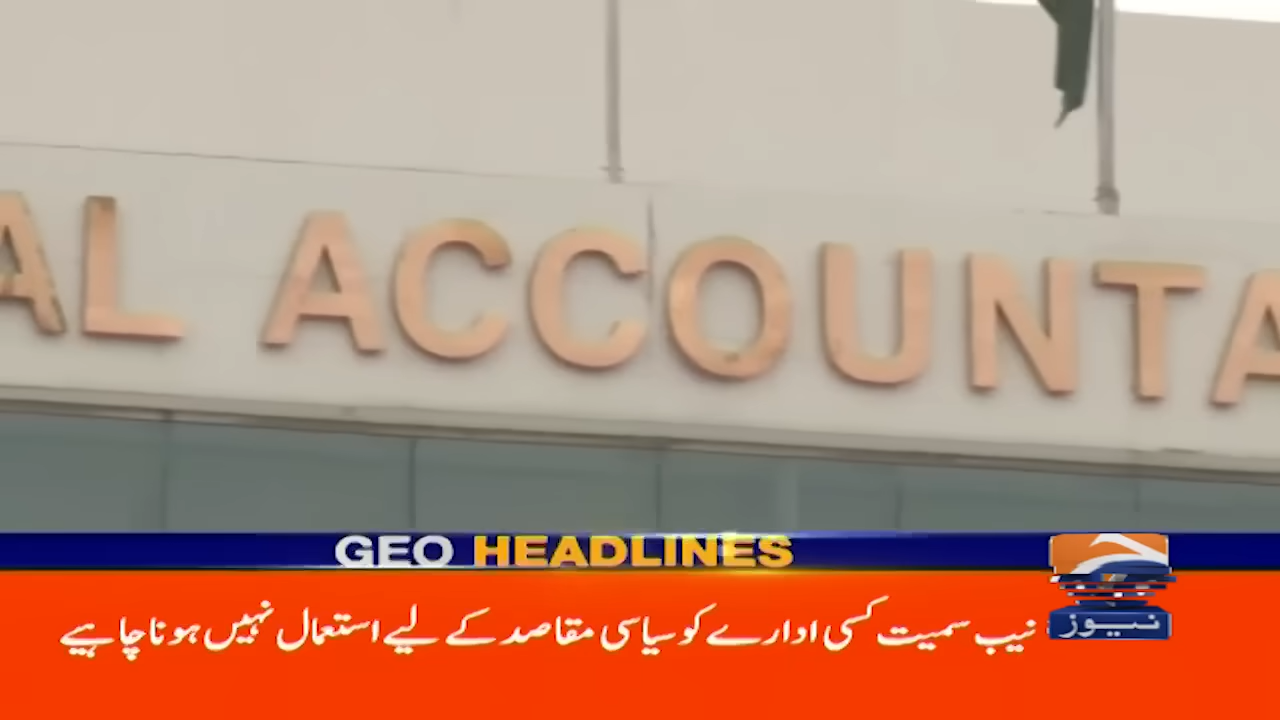 AL ACCOUNTA
GEO HEADLINES
نیب سمیت کسی ادارے کو سیاسی مقاصد کے لیے استعمال نہیں ہونا چاہیے
نیوز